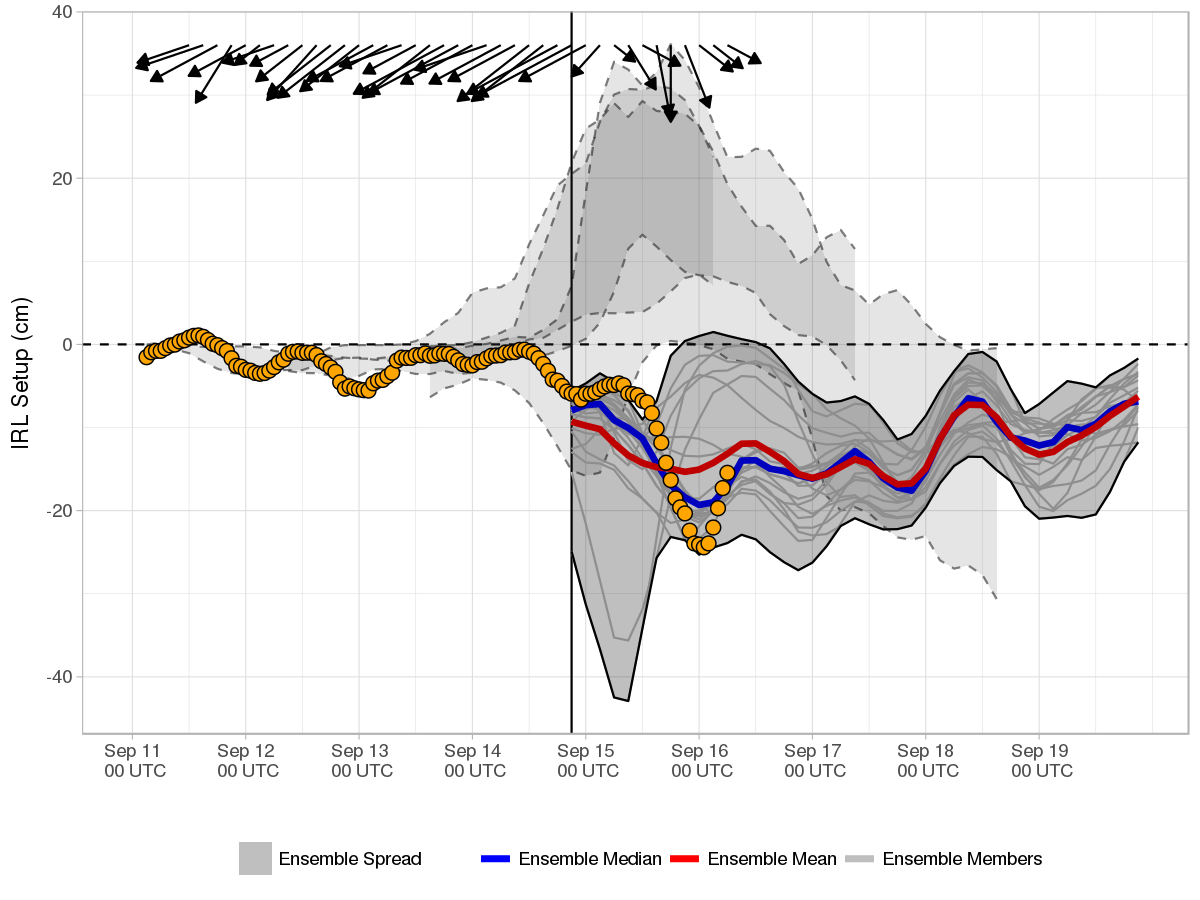 40
20
0
-20
-40
IRL Setup (cm)
Sep 11
00 UTC
Sep 12
00 UTC
Sep 13
00 UTC
Sep 14
00 UTC
Sep 15
00 UTC
Sep 16
00 UTC
Sep 17
00 UTC
Sep 18
00 UTC
Sep 19
00 UTC
Ensemble Spread
Ensemble Median
Ensemble Mean
Ensemble Members